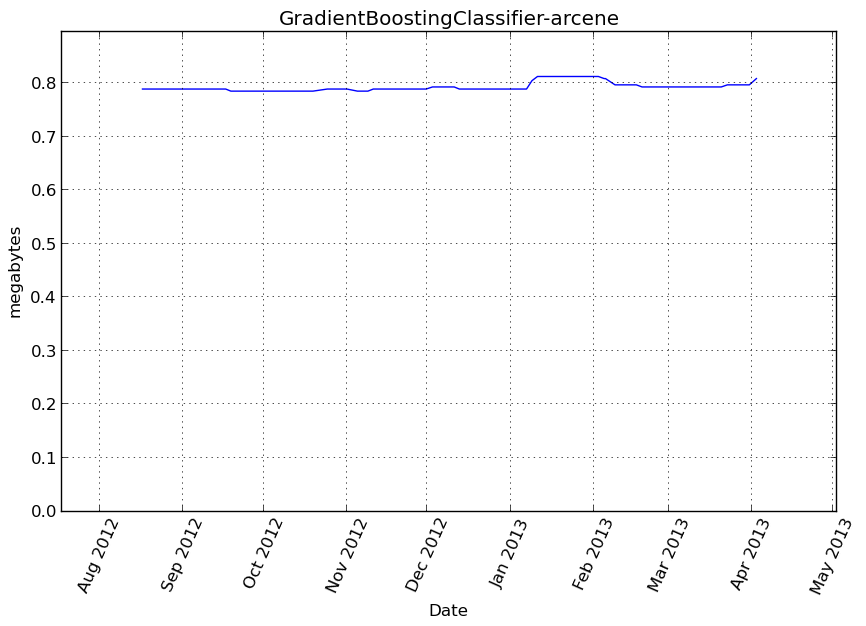 GradientBoostingClassifier-arcene
megabytes
0.8
0.7
0.6
0.5
0.4
0.3
0.2
0.1
0.0
Aug 2012
Sep 2012
Oct 2012
Nov 2012
Dec 2012
Jan 2013
Feb 2013
Mar 2013
Apr 2013
May 2013
Date